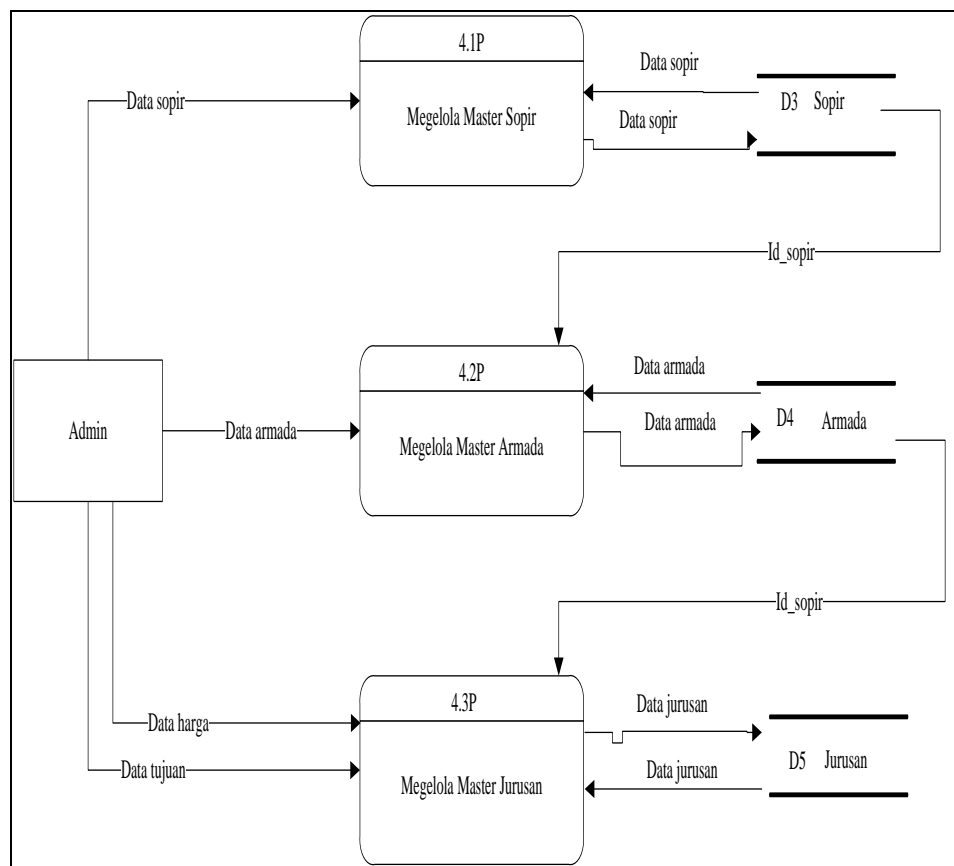 4.1P
Data sopir
Data sopir
Megelola Master Sopir
D3 Sopir
Data sopir
Id_sopir
4.2P
Data armada
Admin
Data armada
Megelola Master Armada
Data armada
D4 Armada
Id_sopir
4.3P
Data harga
Data jurusan
Data tujuan
Megelola Master Jurusan
Data jurusan
D5 Jurusan